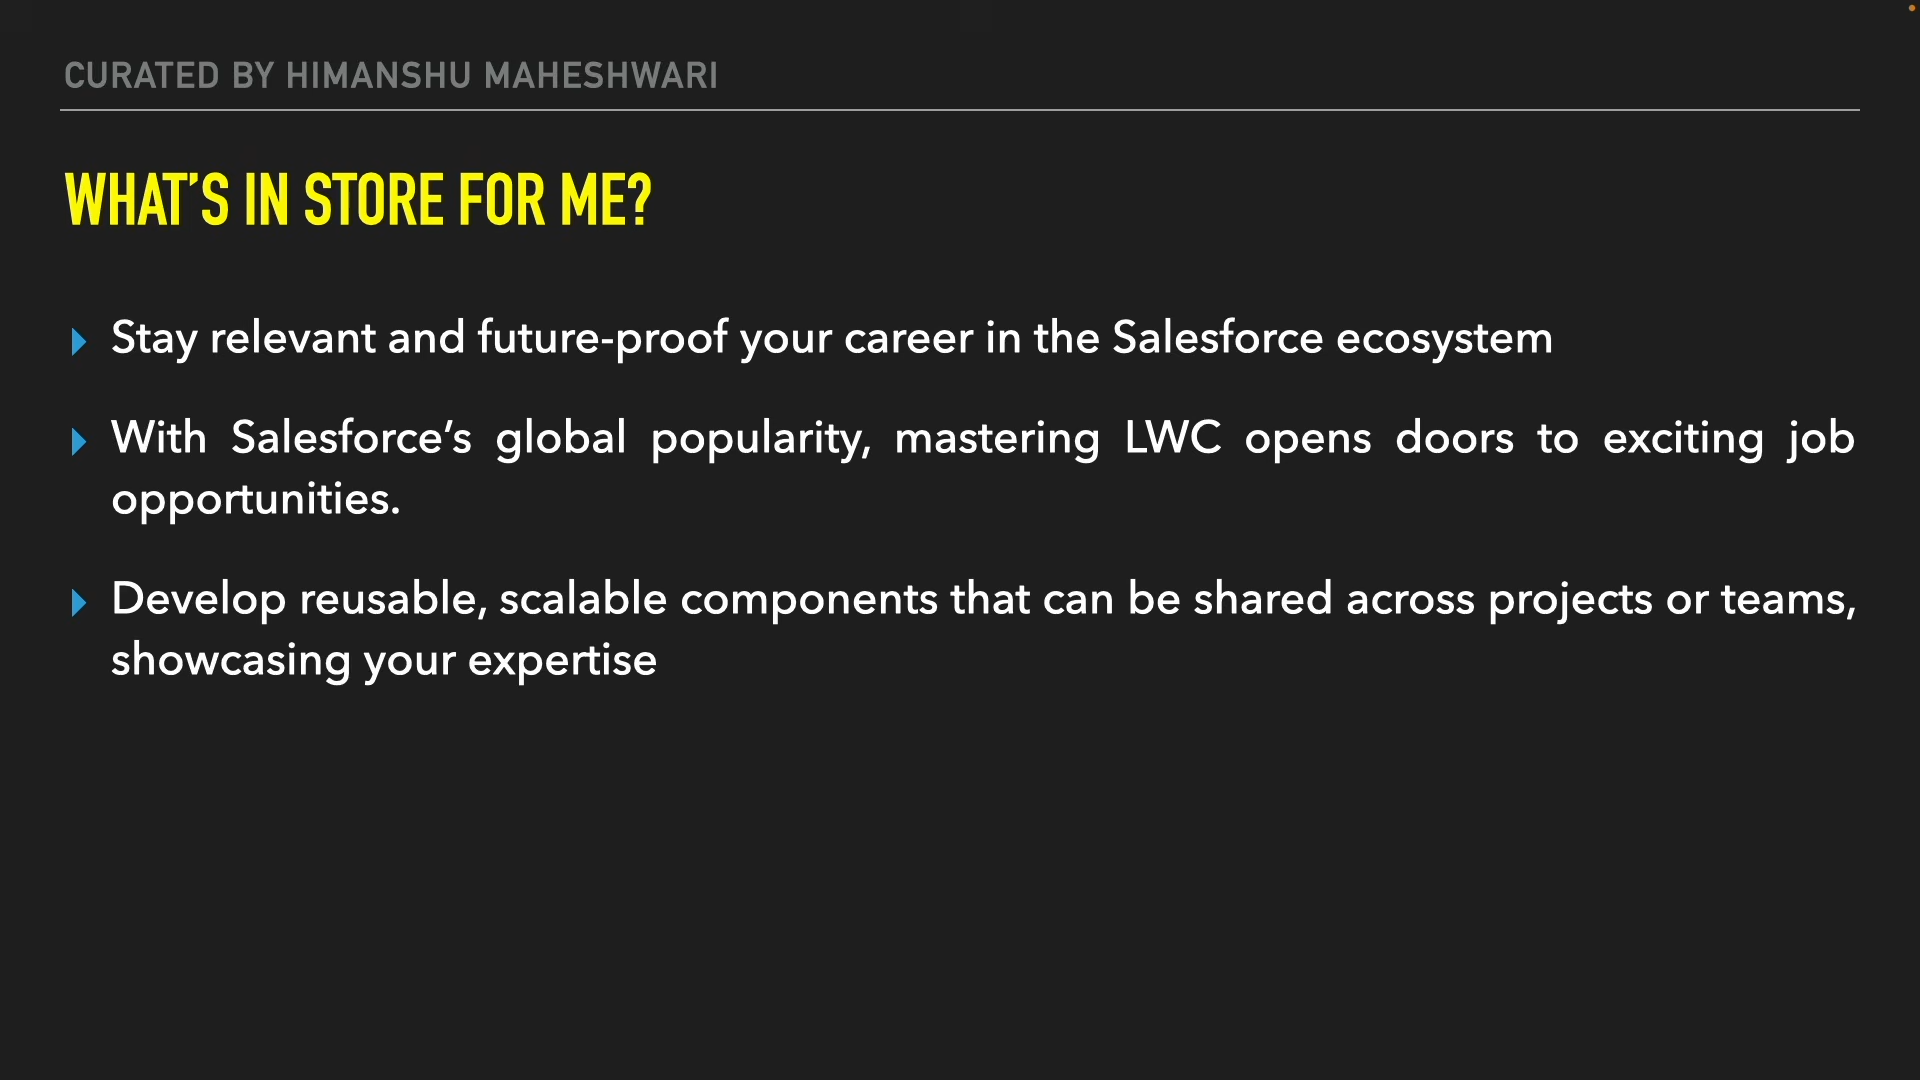 CURATED BY HIMANSHU MAHESHWARI
WHAT’S IN STORE FOR ME?
Stay relevant and future-proof your career in the Salesforce ecosystem
With Salesforce’s global popularity, mastering LWC opens doors to exciting job
opportunities.
Develop reusable, scalable components that can be shared across projects or teams,
showcasing your expertise